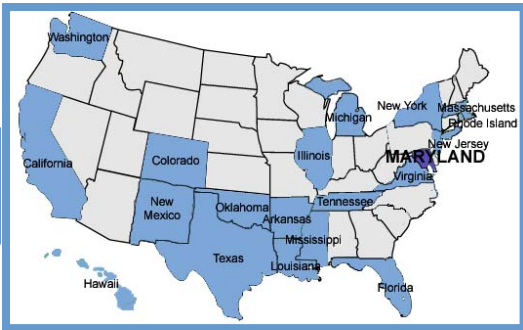 Washington
New York
Massachusetts
Michigan
Rhode Island
New Jersey
MARYLAND
Illinois
California
Colorado
Virginia
New
Mexico
Oklahoma
Arkansas
Tennessee
Mississippi
Texas
Louisiana
Hawaii
Florida